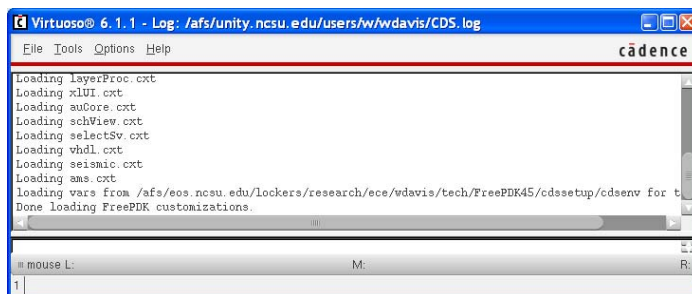 Virtuoso® 6.1.1 - Log: /afs/unity.ncsu.edu/users/w/wdavis/CDS.log
File Tools Options Help cādence
Loading layerProc.cxt
Loading xlUI.cxt
Loading auCore.cxt
Loading schView.cxt
Loading selectSv.cxt
Loading vhdl.cxt
Loading seismic.cxt
Loading ams.cxt
loading vars from /afs/eos.ncsu.edu/lockers/research/ece/wdavis/tech/FreePDK45/cdssetup/cdsenv for t
Done loading FreePDK customizations.
mouse L: M: R:
1